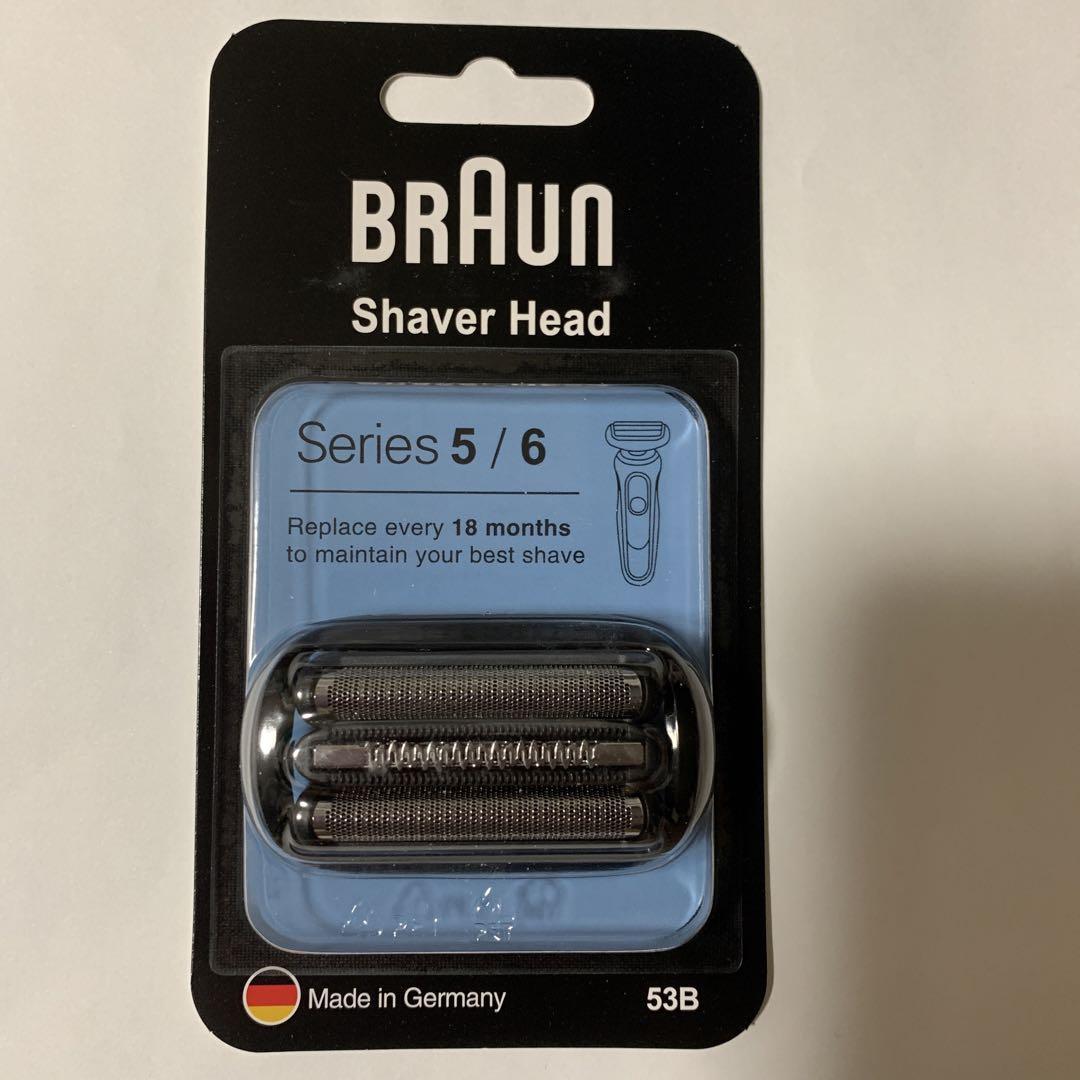 BRAUN
Shaver Head
Series 5 / 6
Replace every 18 months
to maintain your best shave
Made in Germany
53B